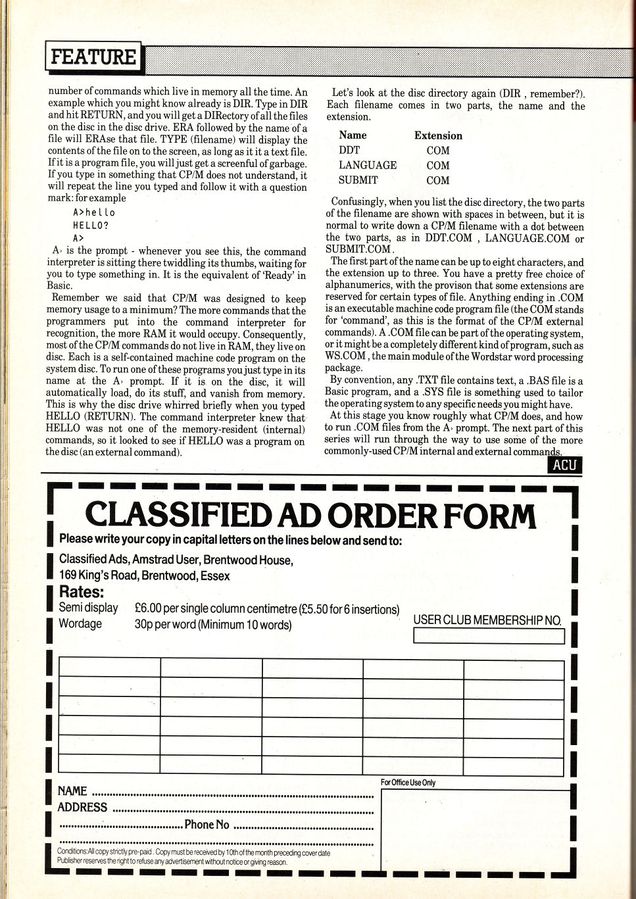 FEATURE
number of commands which live in memory all the time. An
example which you might know already is DIR. Type in DIR
and hit RETURN, and you will get a DIRectory of all the files
on the disc in the disc drive. ERA followed by the name of a
file will ERAse that file. TYPE (filename) will display the
contents of the file on to the screen, as long as it it a text file.
If it is a program file, you will just get a screenful of garbage.
If you type in something that CP/M does not understand, it
will repeat the line you typed and follow it with a question
mark: for example
A>hello
HELLO?
A>
A> is the prompt - whenever you see this, the command
interpreter is sitting there twiddling its thumbs, waiting for
you to type something in. It is the equivalent of 'Ready' in
Basic.
Remember we said that CP/M was designed to keep
memory usage to a minimum? The more commands that the
programmers put into the command interpreter for
recognition, the more RAM it would occupy. Consequently,
most of the CP/M commands do not live in RAM, they live on
disc. Each is a self-contained machine code program on the
system disc. To run one of these programs you just type in its
name at the A> prompt. If it is on the disc, it will
automatically load, do its stuff, and vanish from memory.
This is why the disc drive whirred briefly when you typed
HELLO (RETURN). The command interpreter knew that
HELLO was not one of the memory-resident (internal)
commands, so it looked to see if HELLO was a program on
the disc (an external command).
Let's look at the disc directory again (DIR , remember?).
Each filename comes in two parts, the name and the
extension.
Name Extension
DDT COM
LANGUAGE COM
SUBMIT COM
Confusingly, when you list the disc directory, the two parts
of the filename are shown with spaces in between, but it is
normal to write down a CP/M filename with a dot between
the two parts, as in DDT.COM , LANGUAGE.COM or
SUBMIT.COM .
The first part of the name can be up to eight characters, and
the extension up to three. You have a pretty free choice of
alphanumerics, with the provison that some extensions are
reserved for certain types of file. Anything ending in .COM
is an executable machine code program file (the COM stands
for 'command', as this is the format of the CP/M external
commands). A .COM file can be part of the operating system,
or it might be a completely different kind of program, such as
WS.COM , the main module of the Wordstar word processing
package.
By convention, any .TXT file contains text, a .BAS file is a
Basic program, and a .SYS file is something used to tailor
the operating system to any specific needs you might have.
At this stage you know roughly what CP/M does, and how
to run .COM files from the A> prompt. The next part of this
series will run through the way to use some of the more
commonly-used CP/M internal and external commands.
ACU
CLASSIFIED AD ORDER FORM
Please write your copy in capital letters on the lines below and send to:
Classified Ads, Amstrad User, Brentwood House,
169 King's Road, Brentwood, Essex
Rates:
Semi display £6.00 per single column centimetre (£5.50 for 6 insertions)
Wordage 30p per word (Minimum 10 words)
USER CLUB MEMBERSHIP NO.
For Office Use Only
NAME
ADDRESS
Phone No
Conditions: All copy strictly pre-paid. Copy must be received by 10th of the month preceding cover date
Publisher reserves the right to refuse any advertisement without notice or giving reason.